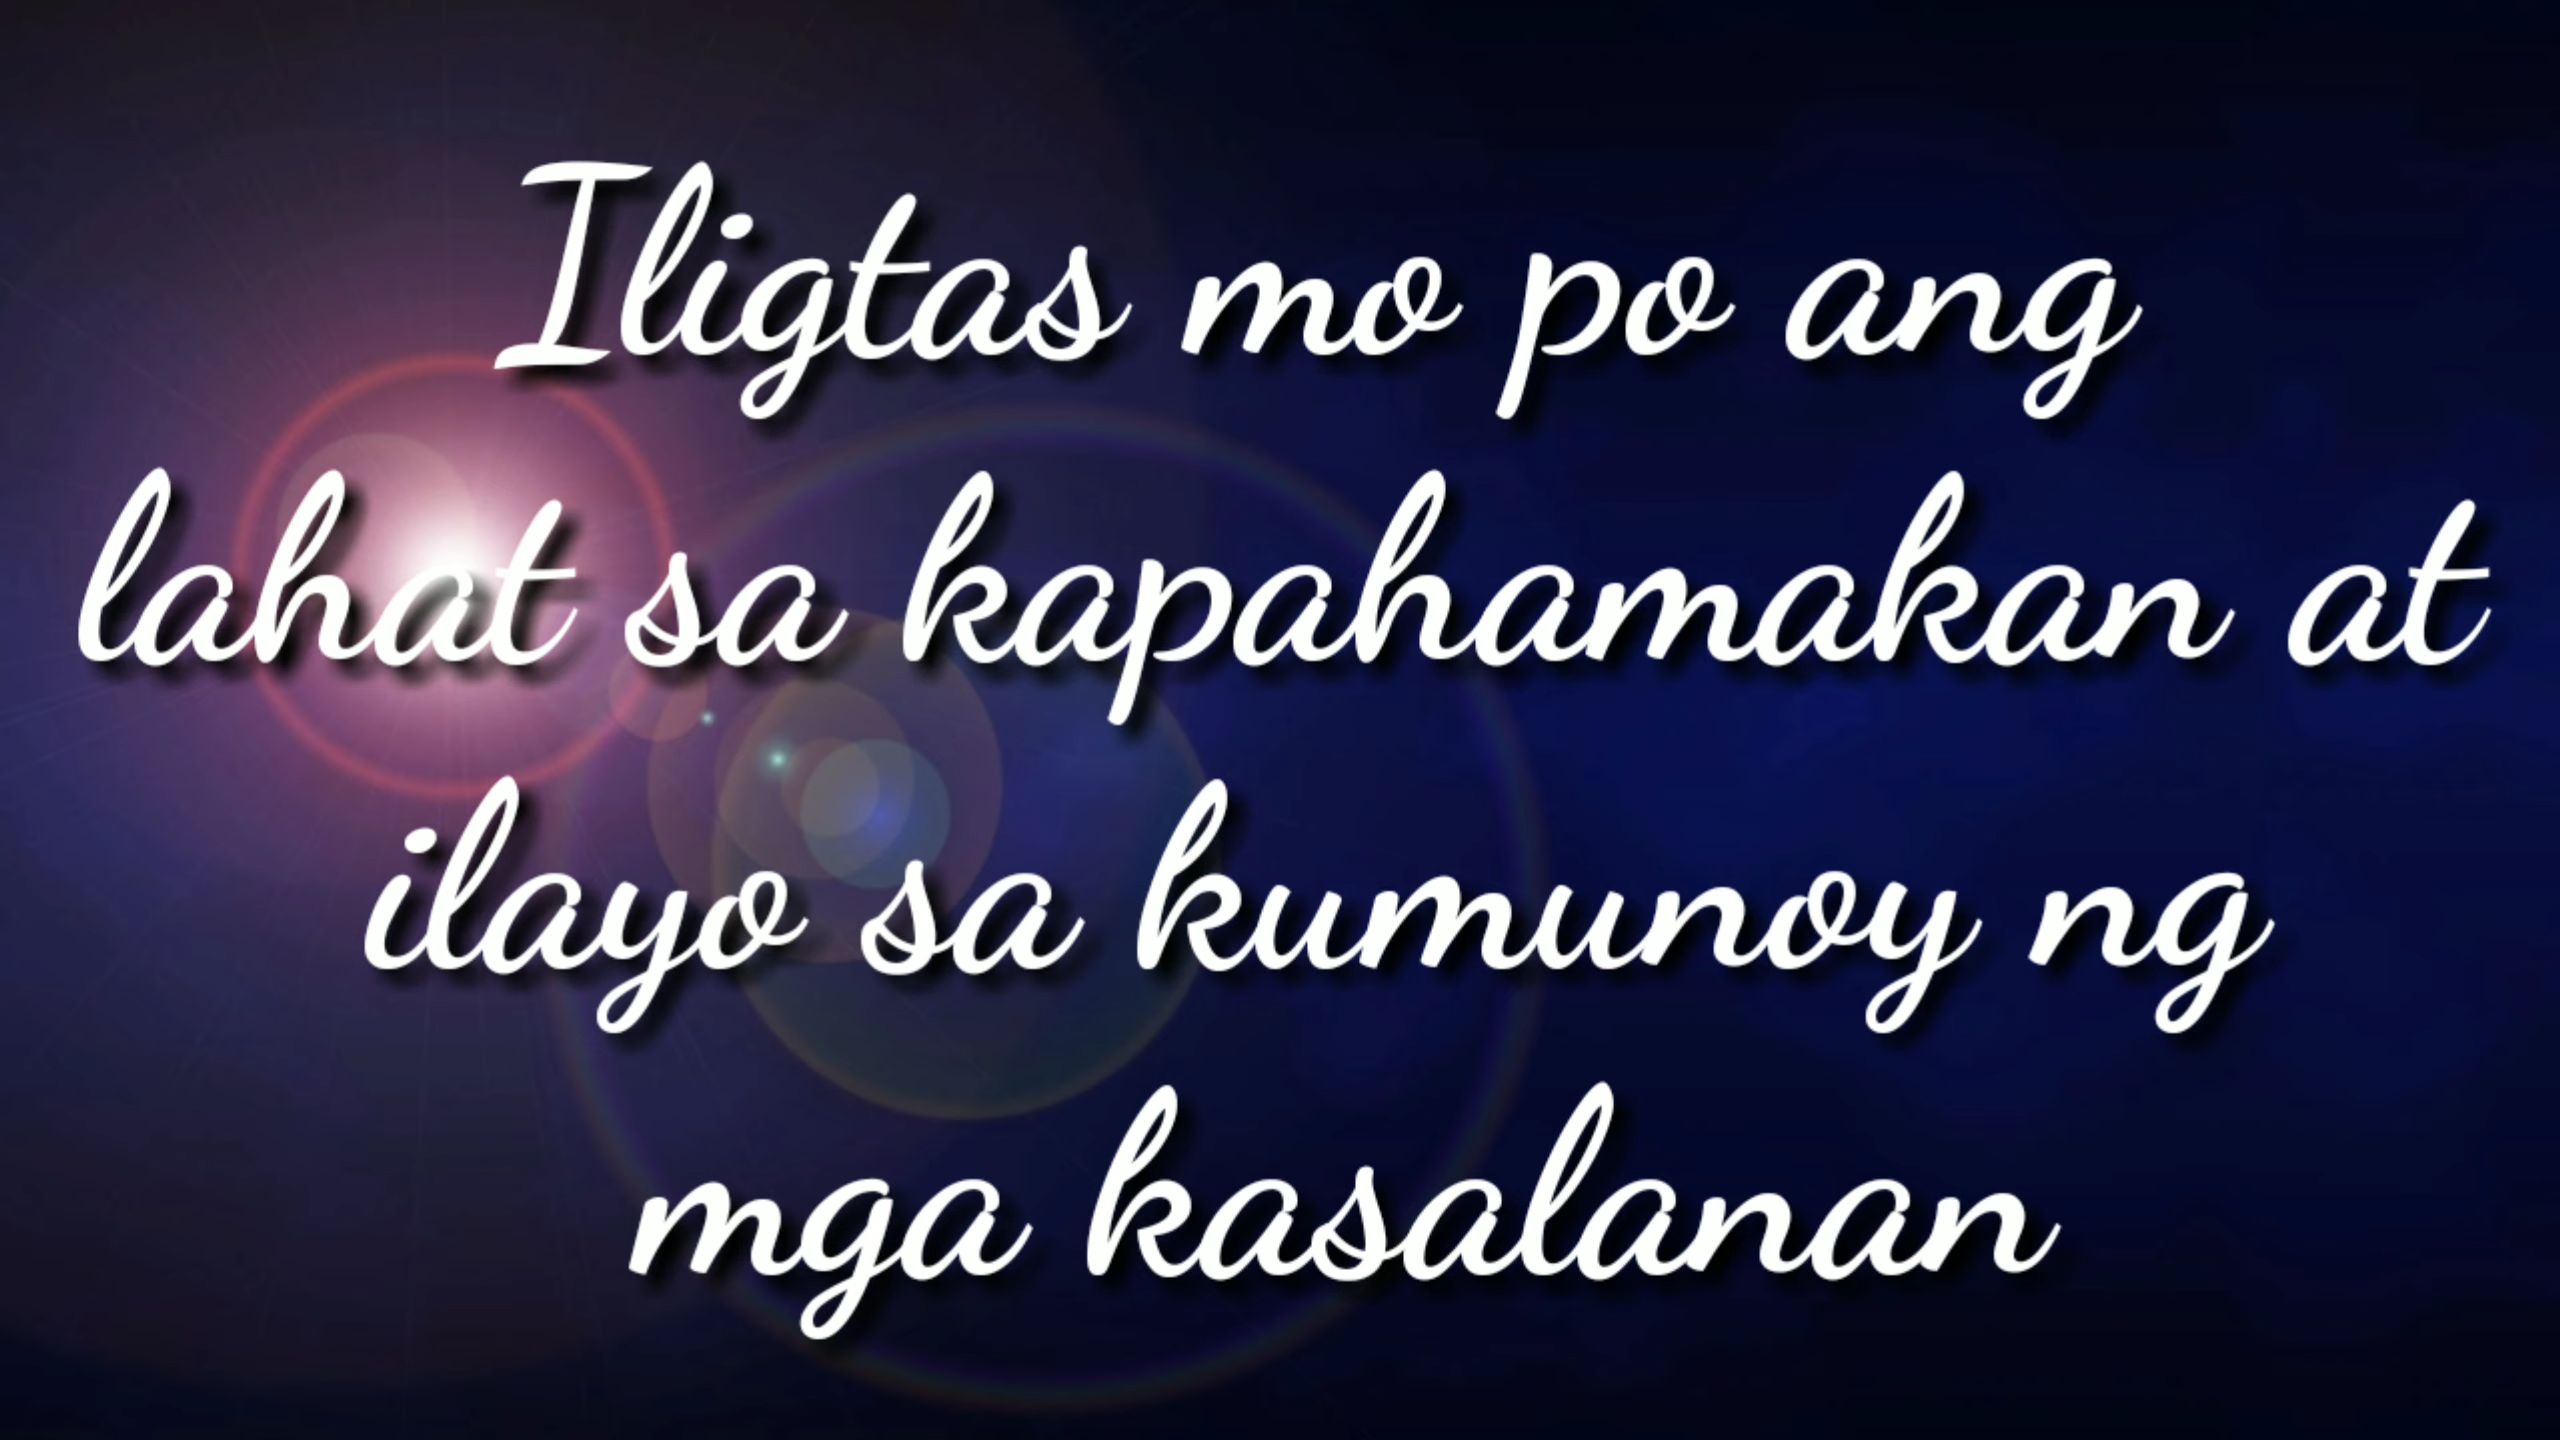 Iligtas mo po ang
lahat sa kapahamakan at
ilayo sa kumunoy ng
mga kasalanan